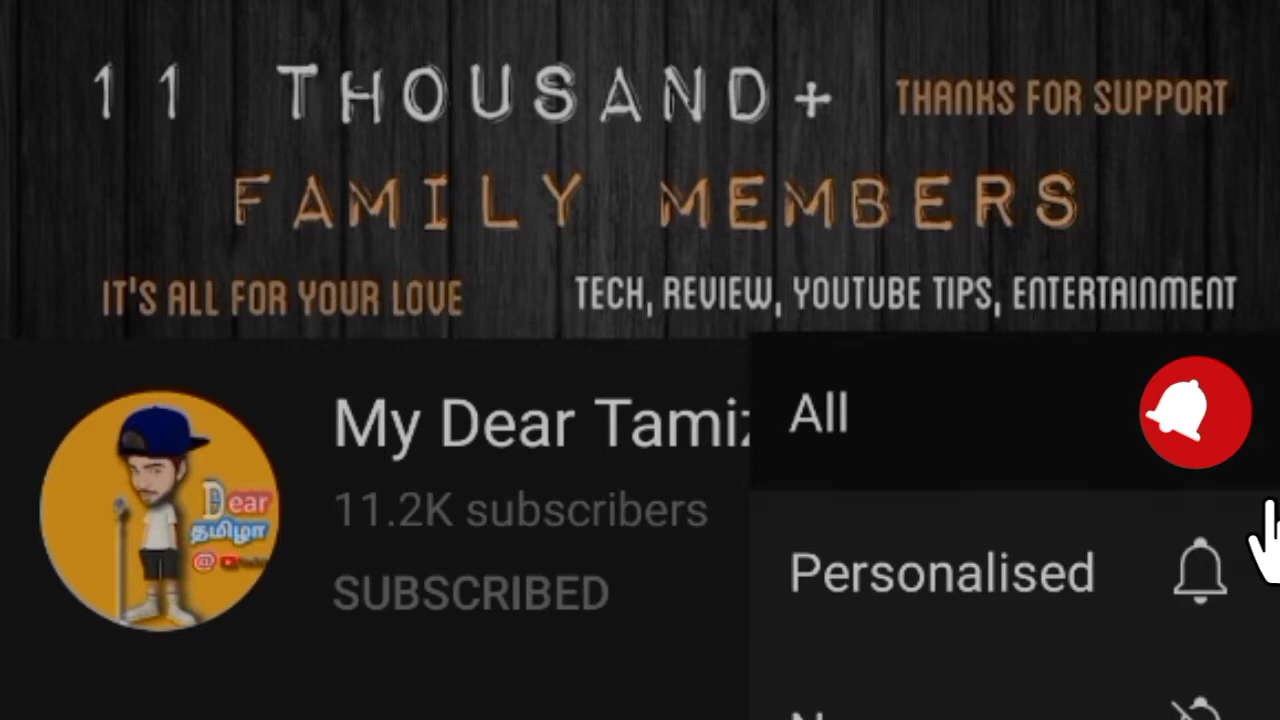 11 THOUSAND+ THANKS FOR SUPPORT
FAMILY MEMBERS
IT'S ALL FOR YOUR LOVE TECH, REVIEW, YOUTUBE TIPS, ENTERTAINMENT
My Dear Tamiz
11.2K subscribers
SUBSCRIBED
Dear
தமிழா
@
All
Personalised